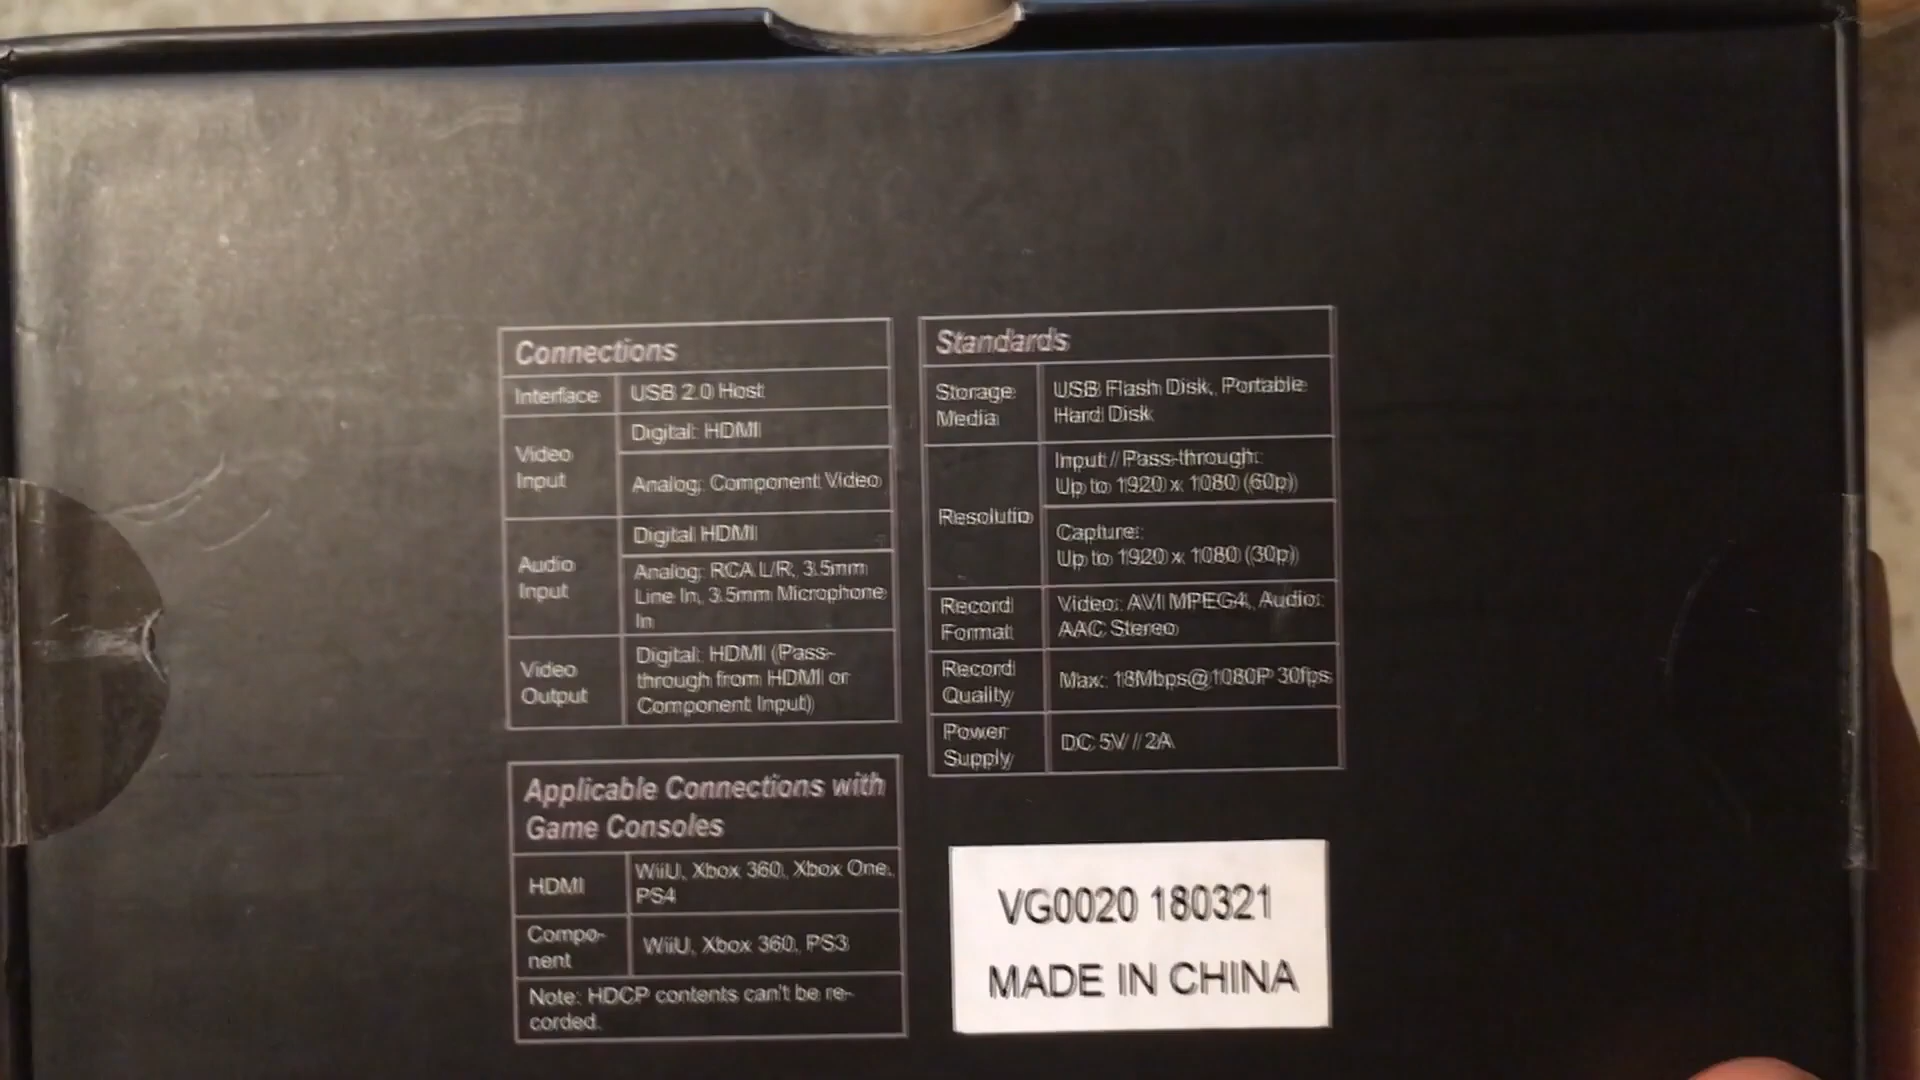 Connections
Interface USB 2.0 Host
Video Input
Digital: HDMI
Analog: Component Video
Audio Input
Digital HDMI
Analog: RCA L/R, 3.5mm
Line In, 3.5mm Microphone
In
Video Output
Digital: HDMI (Pass-
through from HDMI or
Component Input)
Applicable Connections with
Game Consoles
HDMI
WiiU, Xbox 360, Xbox One,
PS4
Compo-
nent
WiiU, Xbox 360, PS3
Note: HDCP contents can't be re-
corded.
Standards
Storage
Media
USB Flash Disk, Portable
Hard Disk
Resolutio
Input / Pass-through:
Up to 1920 x 1080 (60p)
Capture:
Up to 1920 x 1080 (30p)
Record
Format
Video: AVI MPEG4, Audio:
AAC Stereo
Record
Quality
Max: 18Mbps@1080P 30fps
Power
Supply
DC 5V / 2A
VG0020 180321
MADE IN CHINA